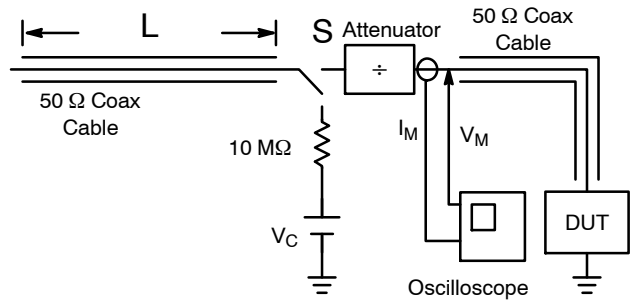 L
S
Attenuator
÷
50 Ω Coax
Cable
50 Ω Coax
Cable
10 MΩ
I_M
V_M
V_C
DUT
Oscilloscope